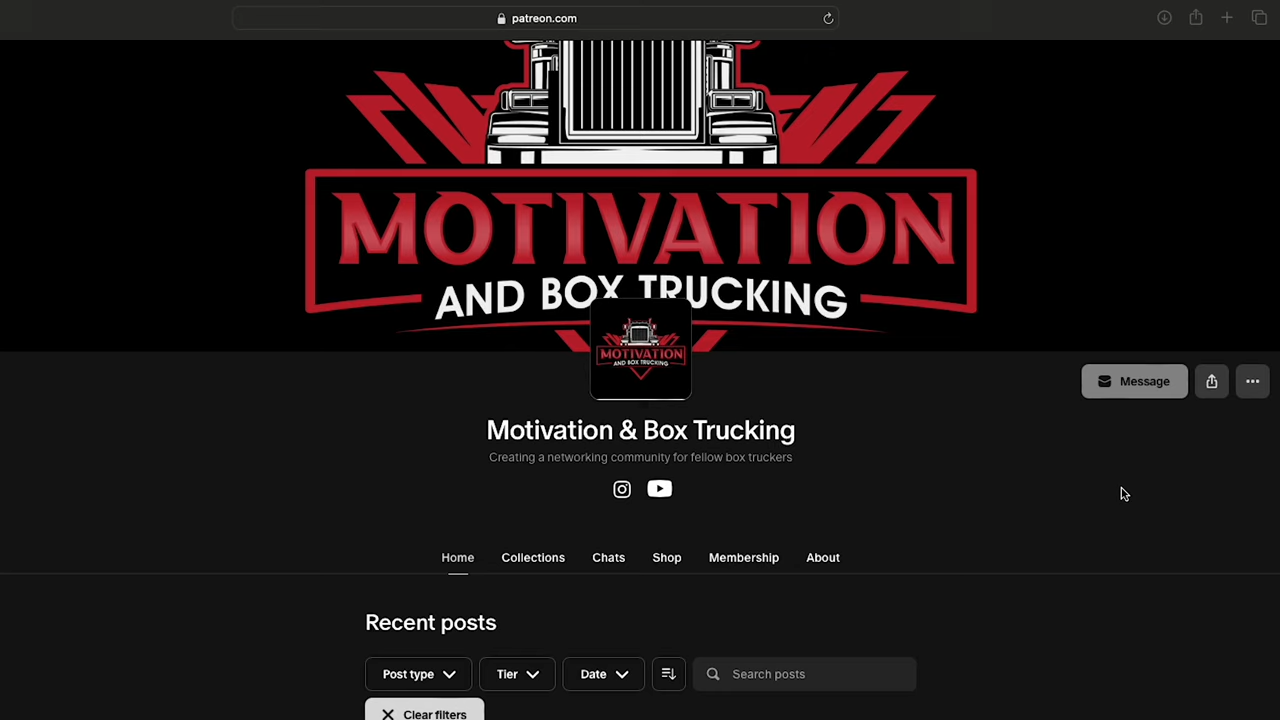 patreon.com
MOTIVATION
AND BOX TRUCKING
MOTIVATION
AND BOX TRUCKING
Message
Motivation & Box Trucking
Creating a networking community for fellow box truckers
Home Collections Chats Shop Membership About
Recent posts
Post type Tier Date Search posts
Clear filters